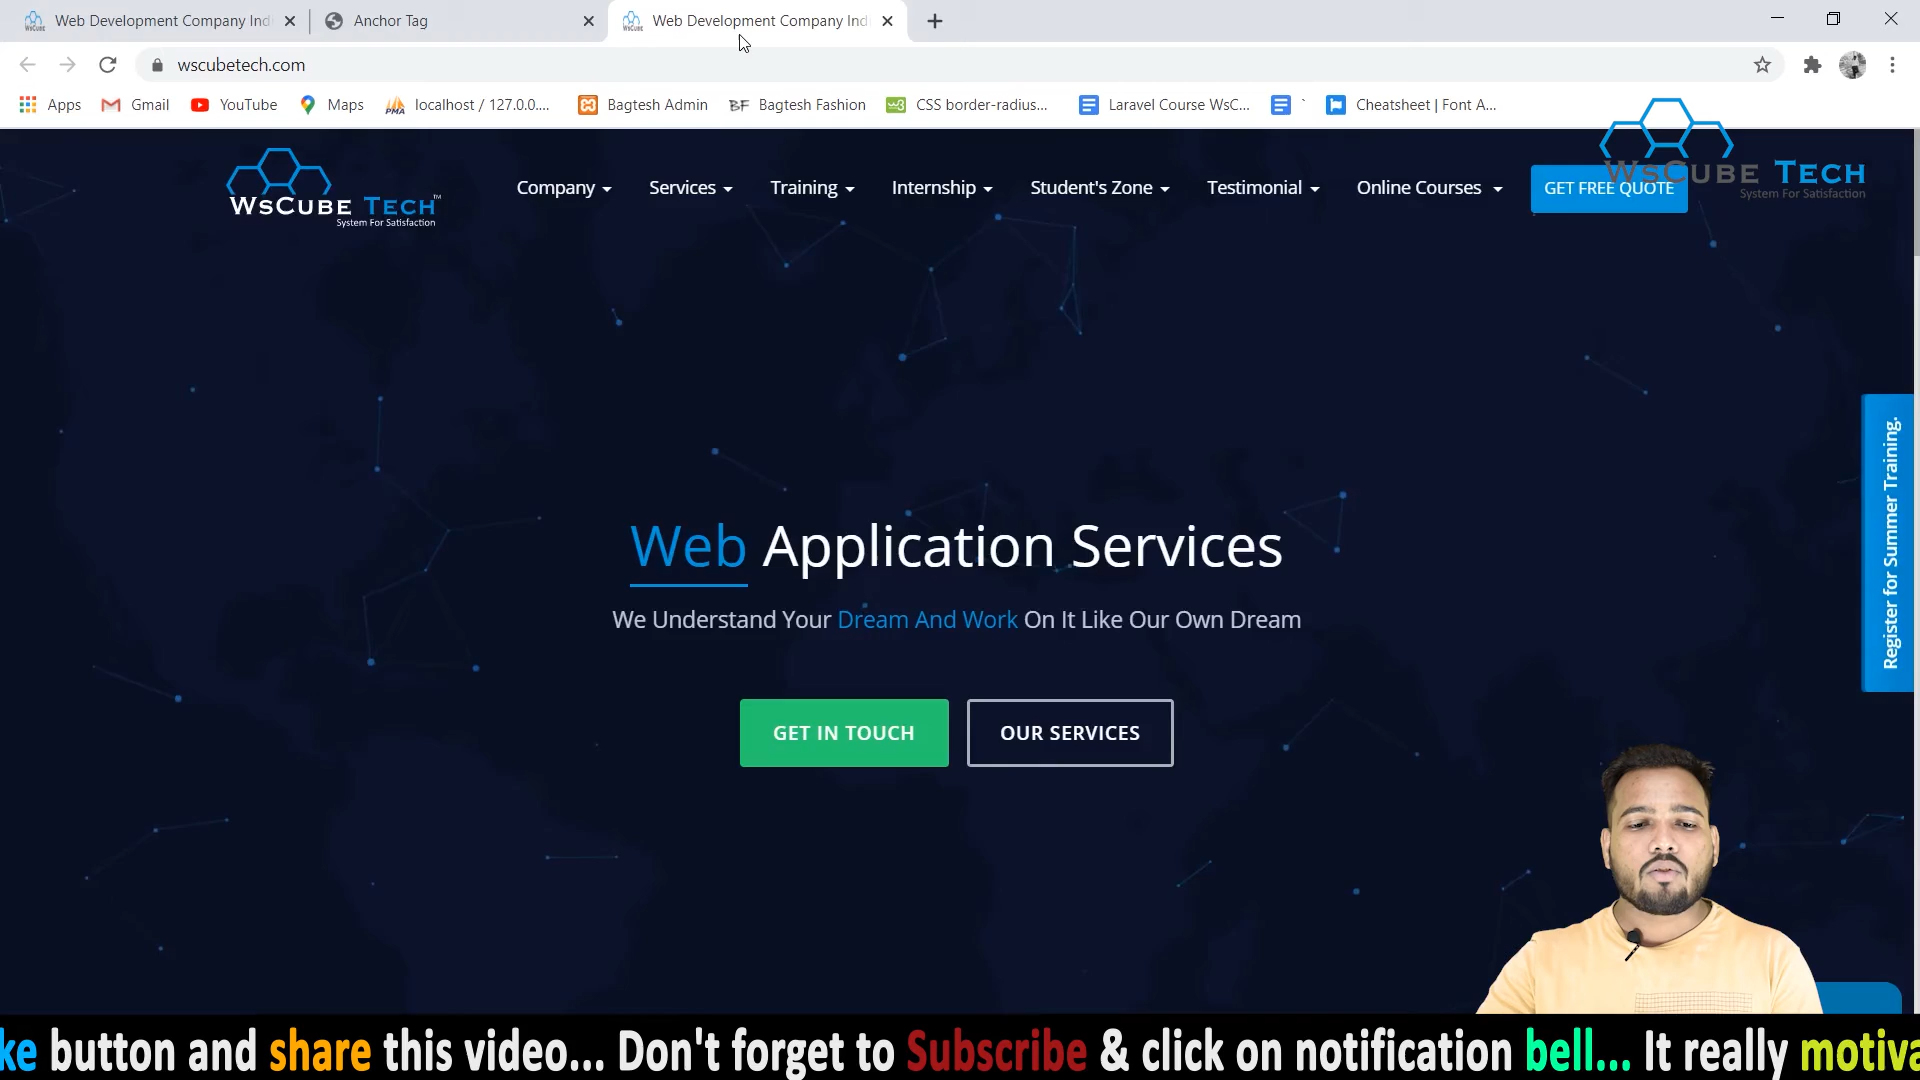 Web Development Company Ind
Anchor Tag
Web Development Company Ind
wscubetech.com
Apps
Gmail
YouTube
Maps
PMA
localhost / 127.0.0....
Bagtesh Admin
BF
Bagtesh Fashion
CSS border-radius...
Laravel Course WsC...
`
Cheatsheet | Font A...
WsCube Tech™
System For Satisfaction
Company
Services
Training
Internship
Student's Zone
Testimonial
Online Courses
GET FREE QUOTE
WsCube Tech
System For Satisfaction
Register for Summer Training.
Web Application Services
We Understand Your Dream And Work On It Like Our Own Dream
GET IN TOUCH
OUR SERVICES
ke button and share this video... Don't forget to Subscribe & click on notification bell... It really motiva